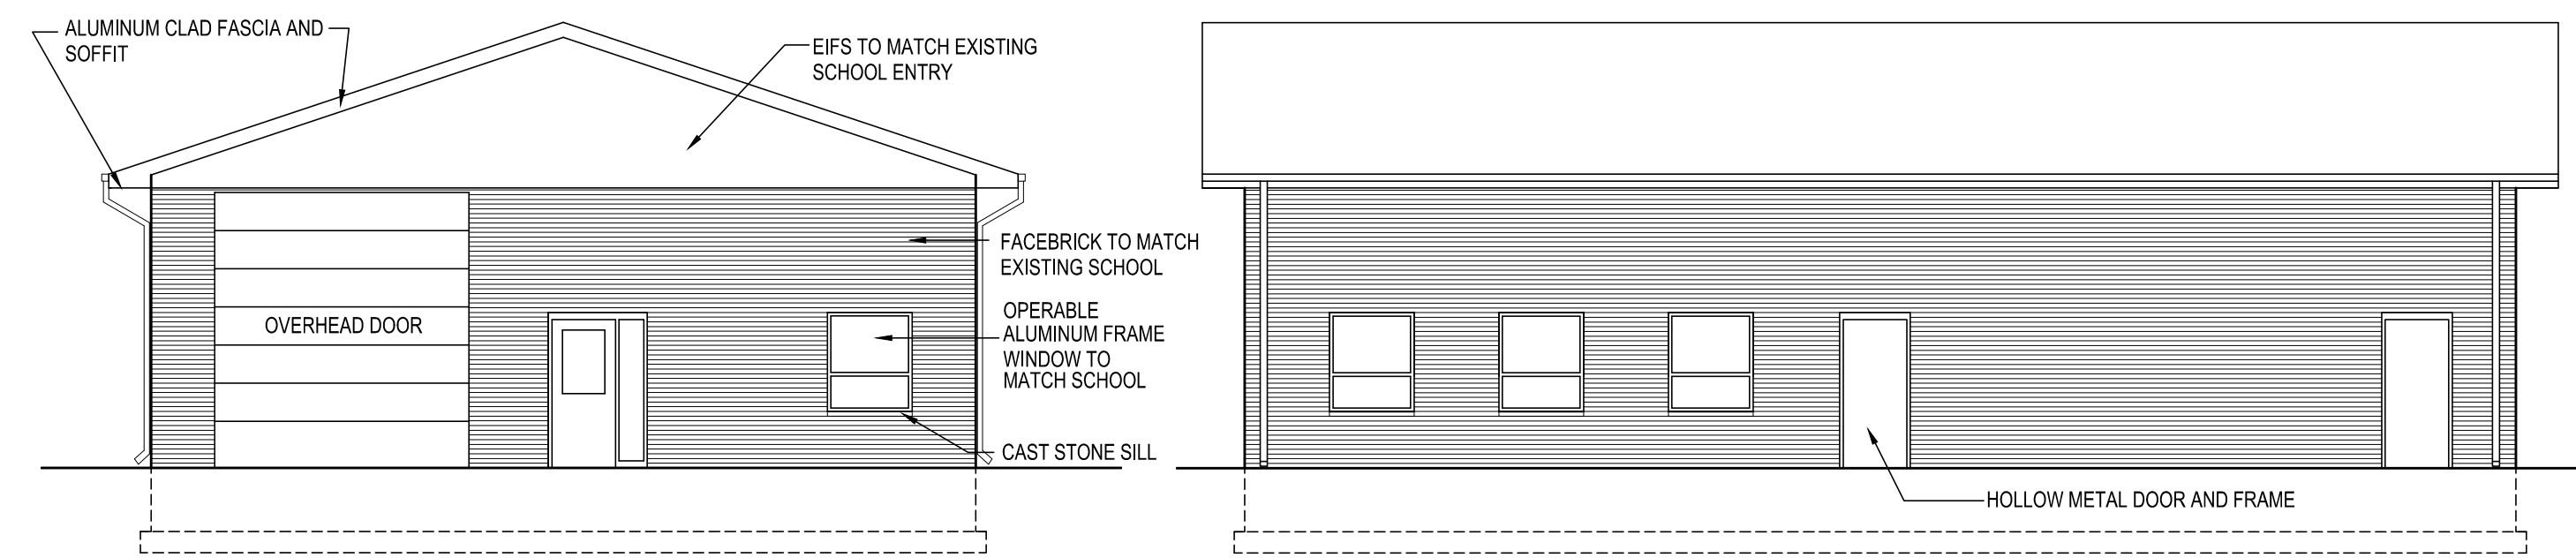 ALUMINUM CLAD FASCIA AND
SOFFIT
EIFS TO MATCH EXISTING
SCHOOL ENTRY
FACEBRICK TO MATCH
EXISTING SCHOOL
OVERHEAD DOOR
OPERABLE
ALUMINUM FRAME
WINDOW TO
MATCH SCHOOL
CAST STONE SILL
HOLLOW METAL DOOR AND FRAME